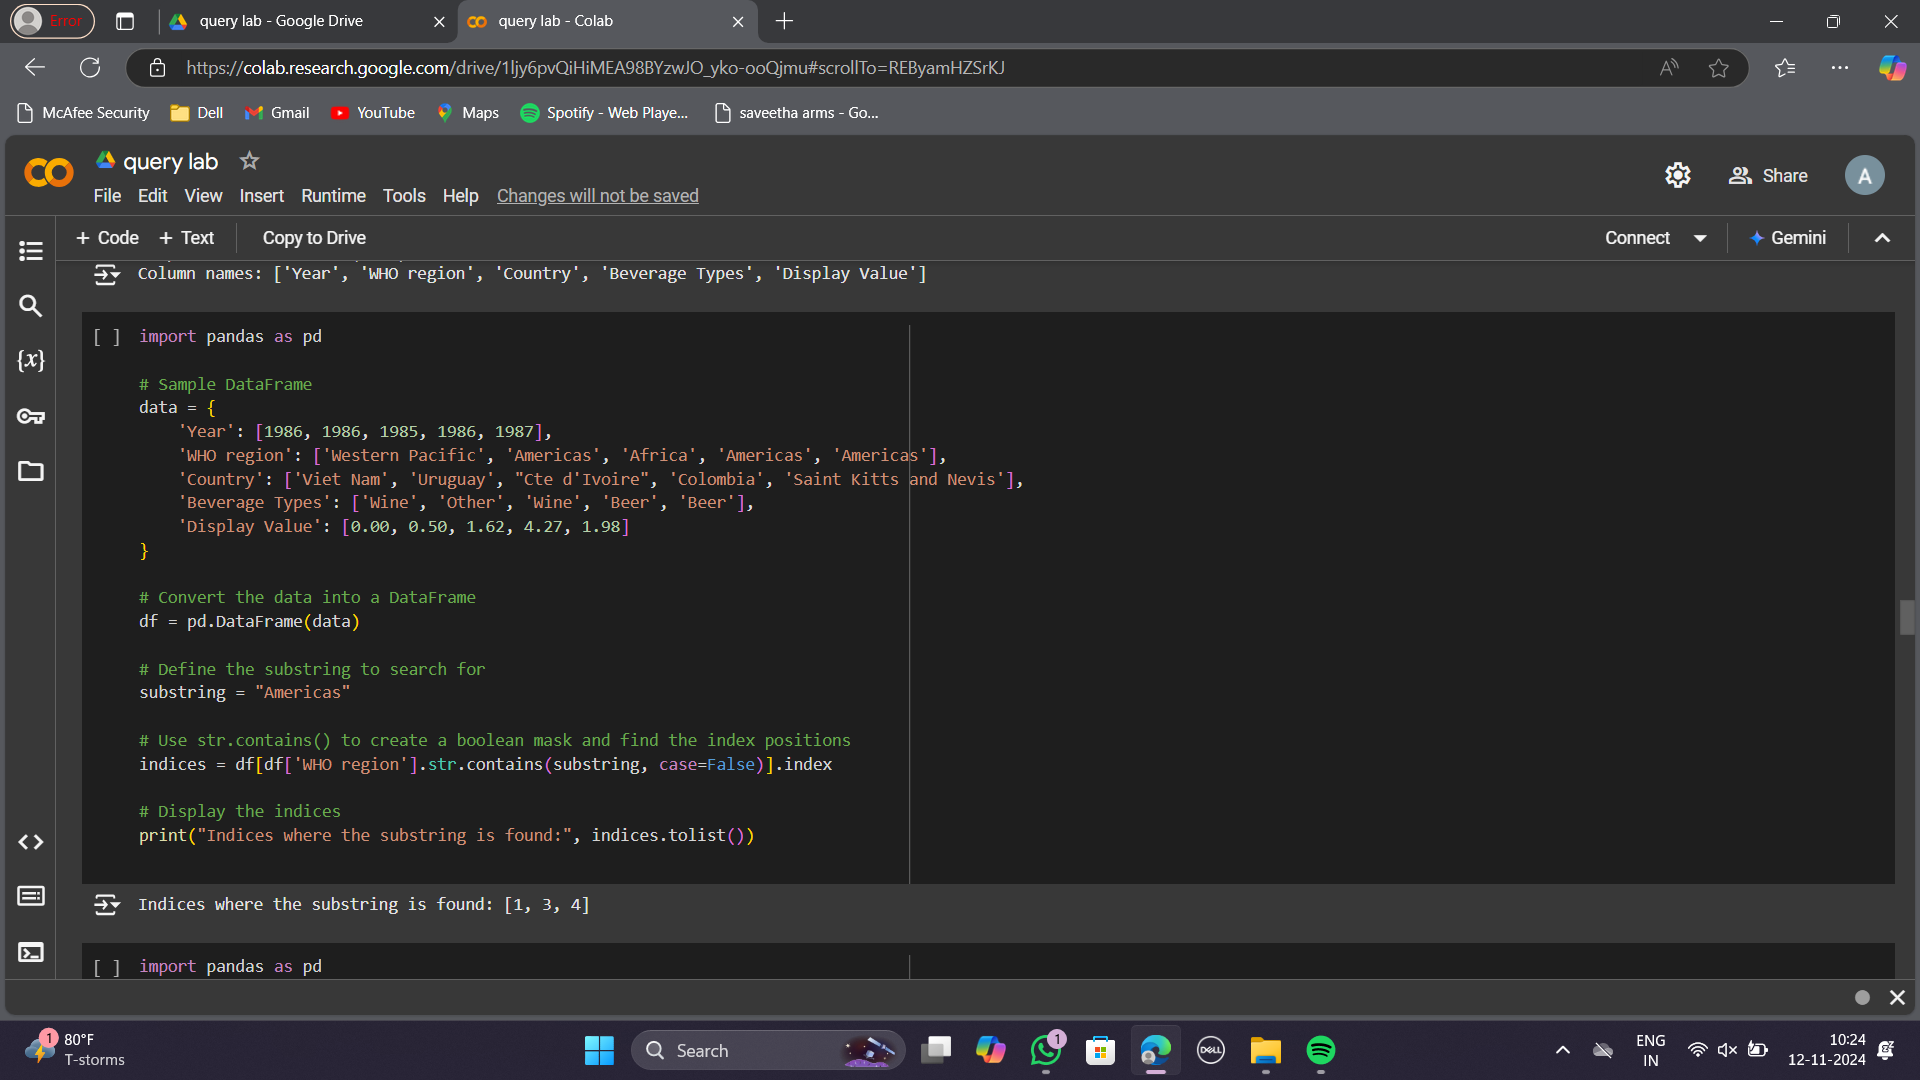 Error
query lab - Google Drive
query lab - Colab
https://colab.research.google.com/drive/1ljy6pvQiHiMEA98BYzwJO_yko-ooQjmu#scrollTo=REByamHZSrKJ
McAfee Security Dell Gmail YouTube Maps Spotify - Web Playe... saveetha arms - Go...
query lab
File Edit View Insert Runtime Tools Help Changes will not be saved
Share
A
+ Code + Text Copy to Drive
Connect
Gemini
Column names: ['Year', 'WHO region', 'Country', 'Beverage Types', 'Display Value']
{x}
[ ] import pandas as pd
# Sample DataFrame
data = {
'Year': [1986, 1986, 1985, 1986, 1987],
'WHO region': ['Western Pacific', 'Americas', 'Africa', 'Americas', 'Americas'],
'Country': ['Viet Nam', 'Uruguay', "Cte d'Ivoire", 'Colombia', 'Saint Kitts and Nevis'],
'Beverage Types': ['Wine', 'Other', 'Wine', 'Beer', 'Beer'],
'Display Value': [0.00, 0.50, 1.62, 4.27, 1.98]
}
# Convert the data into a DataFrame
df = pd.DataFrame(data)
# Define the substring to search for
substring = "Americas"
# Use str.contains() to create a boolean mask and find the index positions
indices = df[df['WHO region'].str.contains(substring, case=False)].index
# Display the indices
print("Indices where the substring is found:", indices.tolist())
Indices where the substring is found: [1, 3, 4]
[ ] import pandas as pd
1
80°F
T-storms
Search
1
DELL
ENG
IN
10:24
12-11-2024